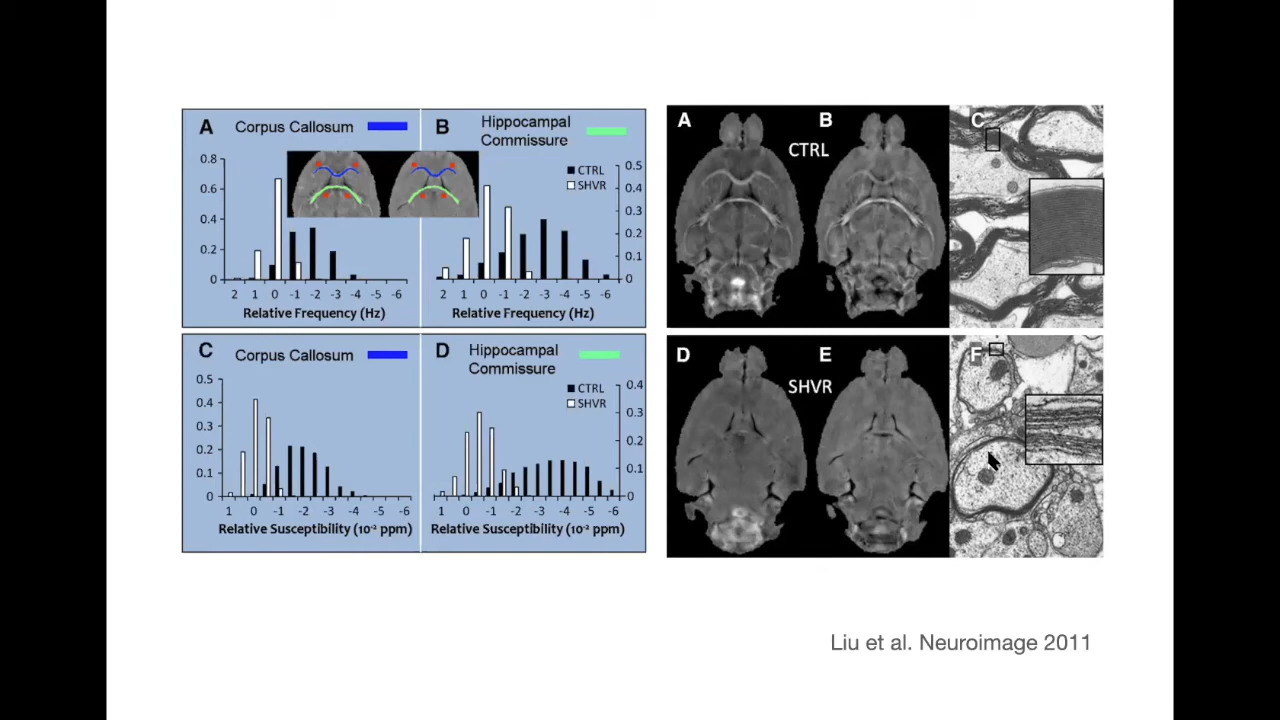 A
Corpus Callosum
B
Hippocampal
Commissure
0.8
0.6
0.4
0.2
0
CTRL
SHVR
0.5
0.4
0.3
0.2
0.1
0
2 1 0 -1 -2 -3 -4 -5 -6
Relative Frequency (Hz)
2 1 0 -1 -2 -3 -4 -5 -6
Relative Frequency (Hz)
C
Corpus Callosum
D
Hippocampal
Commissure
0.5
0.4
0.3
0.2
0.1
0
CTRL
SHVR
0.4
0.3
0.2
0.1
0
1 0 -1 -2 -3 -4 -5 -6
Relative Susceptibility (10⁻² ppm)
1 0 -1 -2 -3 -4 -5 -6
Relative Susceptibility (10⁻² ppm)
A
B
CTRL
C
D
E
SHVR
F
Liu et al. Neuroimage 2011